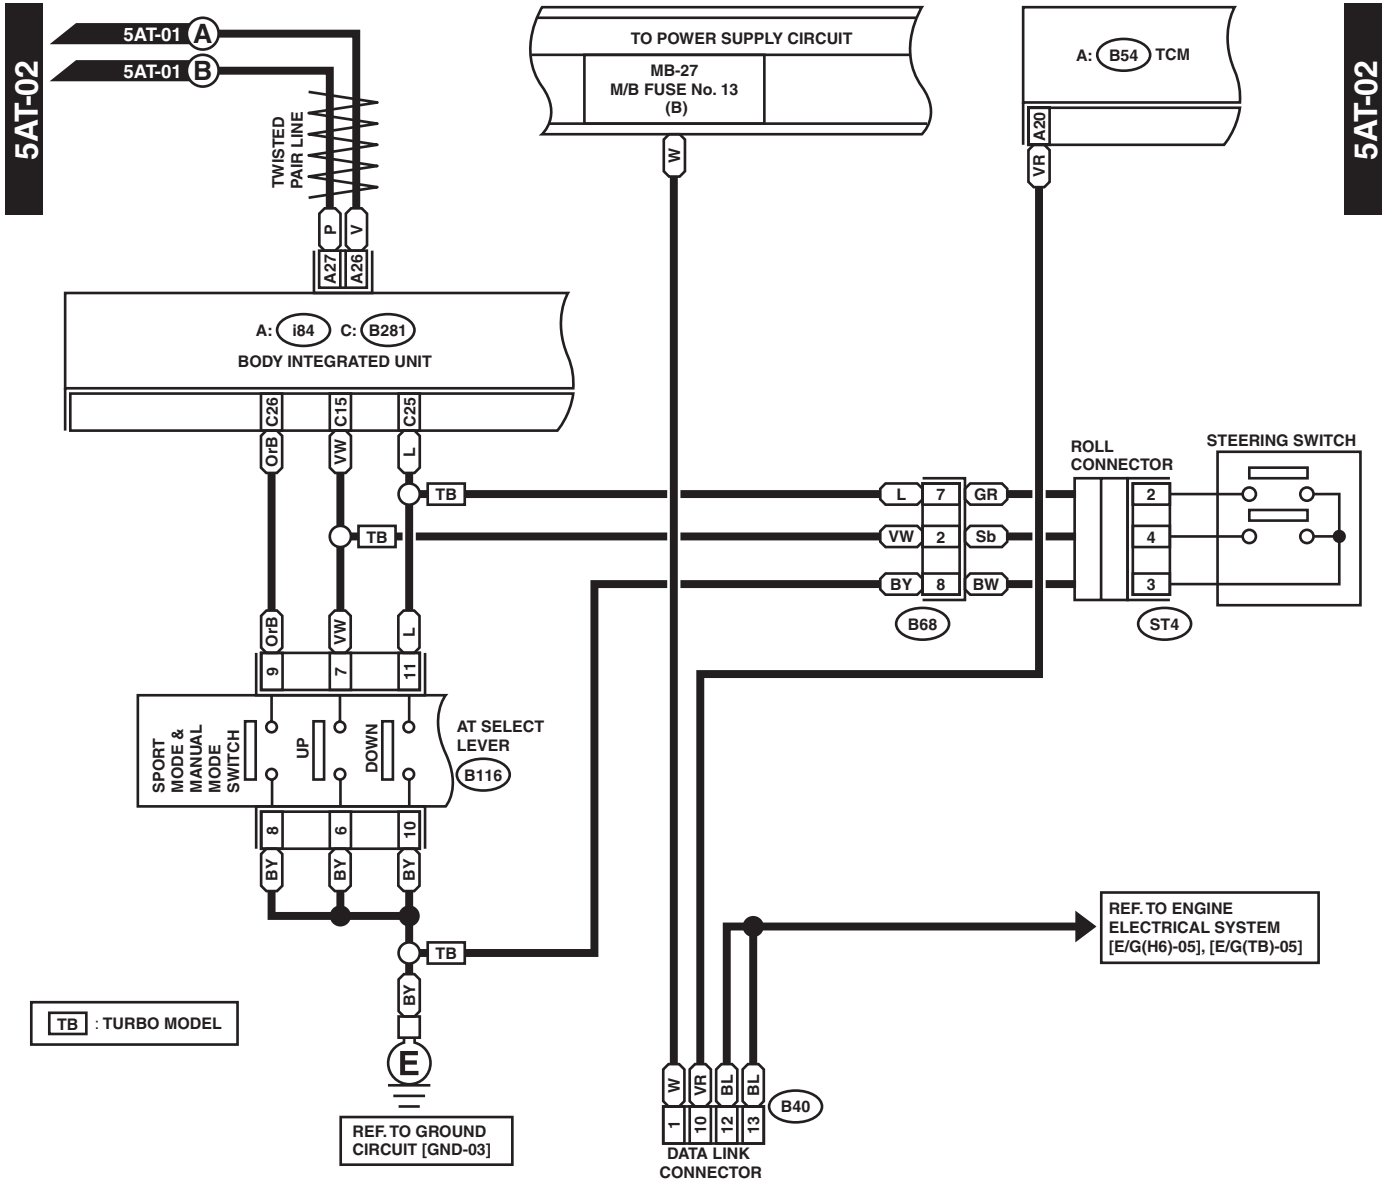 5AT-02
5AT-01 A
5AT-01 B
TWISTED
PAIR LINE
P
V
A27
A26
TO POWER SUPPLY CIRCUIT
MB-27
M/B FUSE No. 13
(B)
W
A: B54 TCM
A20
VR
5AT-02
A: i84 C: B281
BODY INTEGRATED UNIT
C26
C15
C25
OrB
VW
L
TB
TB
L 7 GR
VW 2 Sb
BY 8 BW
B68
ROLL
CONNECTOR
2
4
3
ST4
STEERING SWITCH
OrB
VW
L
9
7
11
SPORT
MODE &
MANUAL
MODE
SWITCH
UP
DOWN
AT SELECT
LEVER
B116
8
6
10
BY
BY
BY
TB
BY
E
REF. TO GROUND
CIRCUIT [GND-03]
TB : TURBO MODEL
REF. TO ENGINE
ELECTRICAL SYSTEM
[E/G(H6)-05], [E/G(TB)-05]
W
VR
BL
BL
1
10
12
13
B40
DATA LINK
CONNECTOR